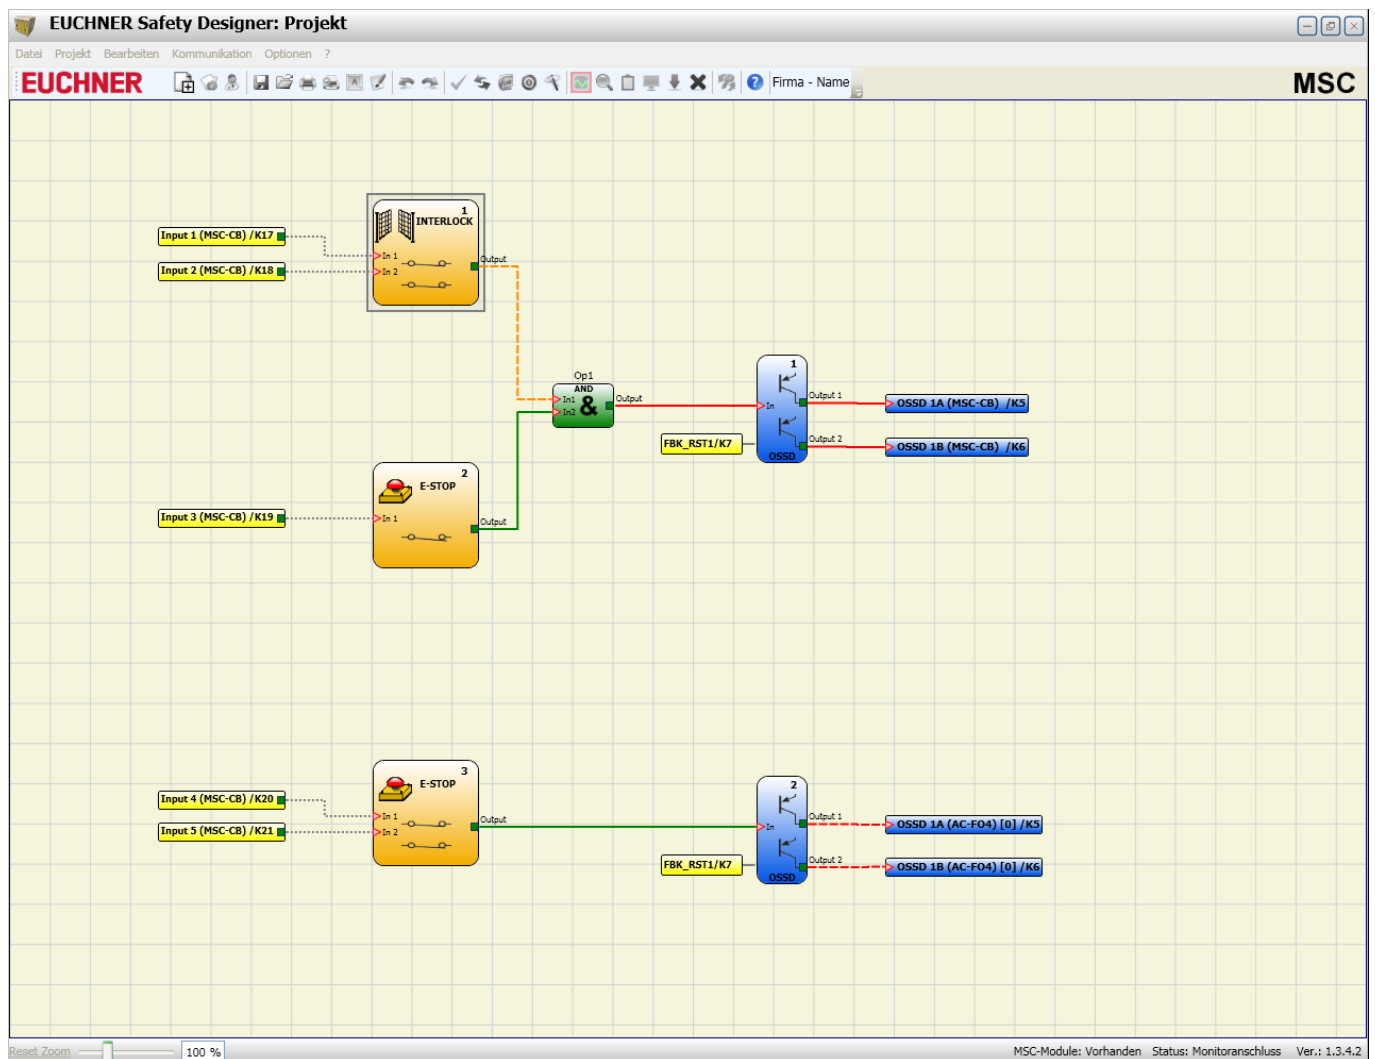 EUCHNER Safety Designer: Projekt
Datei Projekt Bearbeiten Kommunikation Optionen ?
EUCHNER
Firma - Name
MSC
1
INTERLOCK
Input 1 (MSC-CB) /K17
In 1
Output
Input 2 (MSC-CB) /K18
In 2
Op1
AND
&
In1
In2
Output
1
In
Output 1
OSSD 1A (MSC-CB) /K5
FBK_RST1/K7
Output 2
OSSD 1B (MSC-CB) /K6
OSSD
2
E-STOP
Input 3 (MSC-CB) /K19
In 1
Output
3
E-STOP
Input 4 (MSC-CB) /K20
In 1
Output
Input 5 (MSC-CB) /K21
In 2
2
In
Output 1
OSSD 1A (AC-FO4) [0] /K5
FBK_RST1/K7
Output 2
OSSD 1B (AC-FO4) [0] /K6
OSSD
Reset Zoom
100 %
MSC-Module: Vorhanden Status: Monitoranschluss Ver.: 1.3.4.2